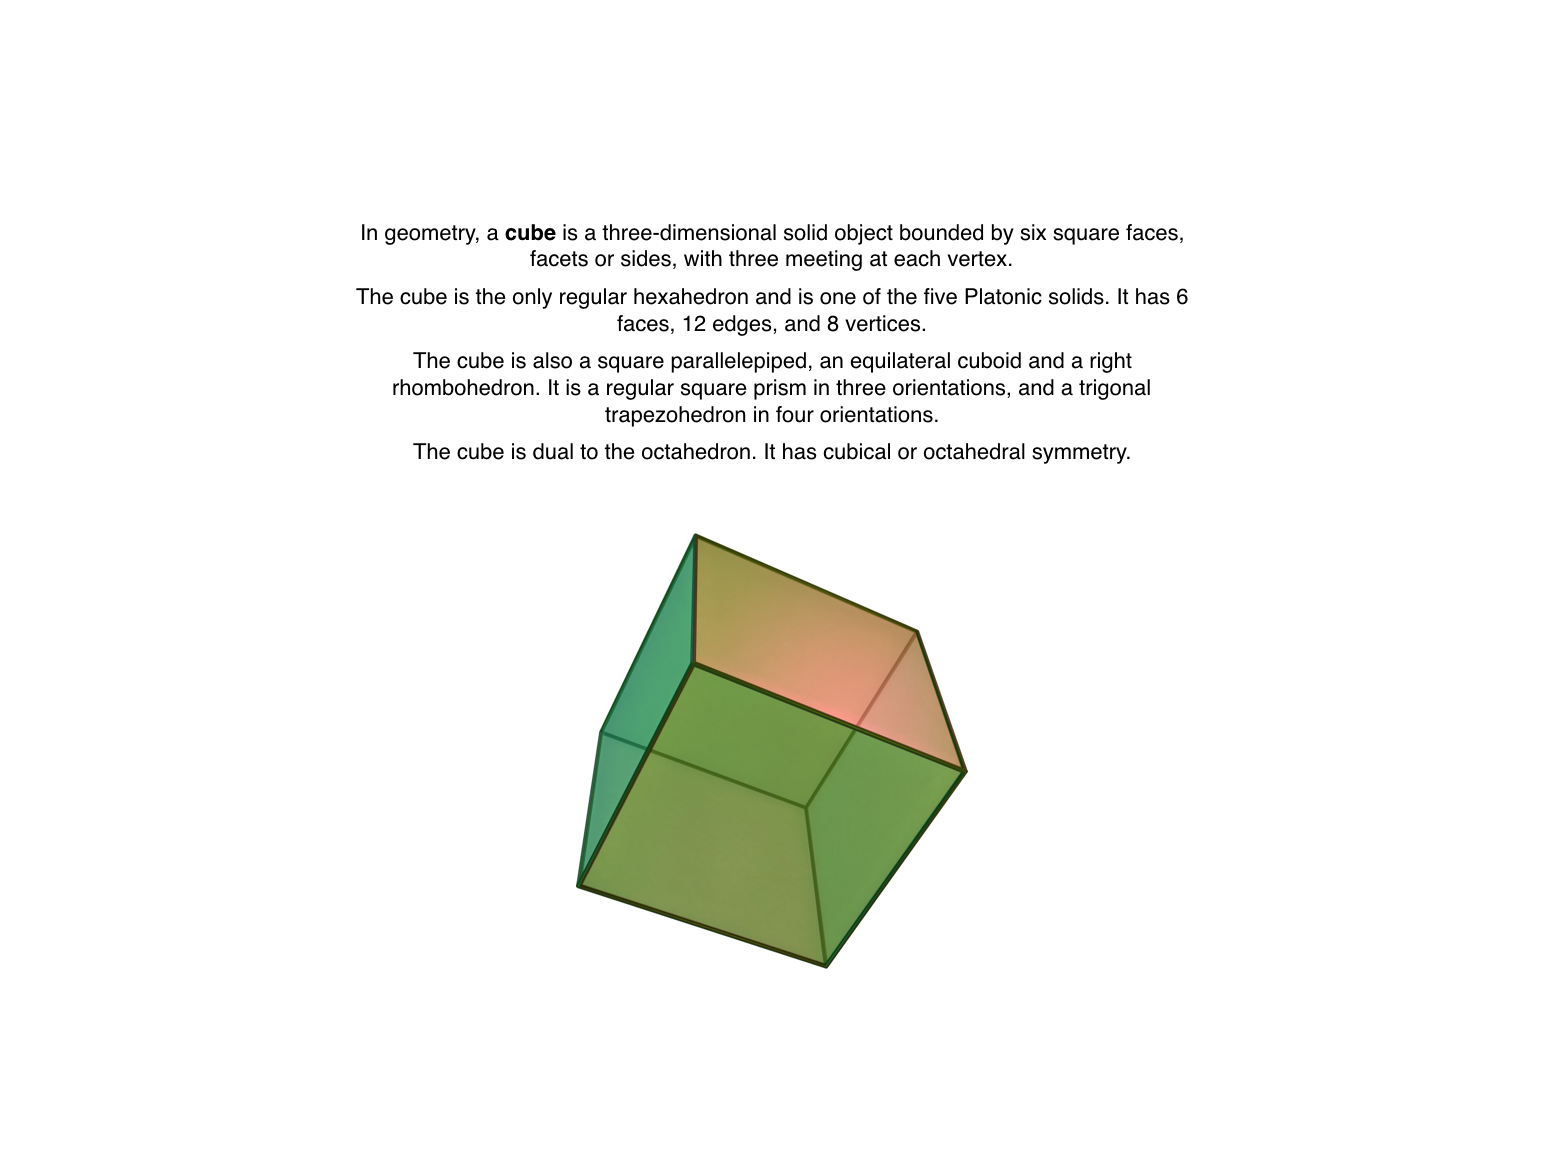 In geometry, a cube is a three-dimensional solid object bounded by six square faces,
facets or sides, with three meeting at each vertex.
The cube is the only regular hexahedron and is one of the five Platonic solids. It has 6
faces, 12 edges, and 8 vertices.
The cube is also a square parallelepiped, an equilateral cuboid and a right
rhombohedron. It is a regular square prism in three orientations, and a trigonal
trapezohedron in four orientations.
The cube is dual to the octahedron. It has cubical or octahedral symmetry.